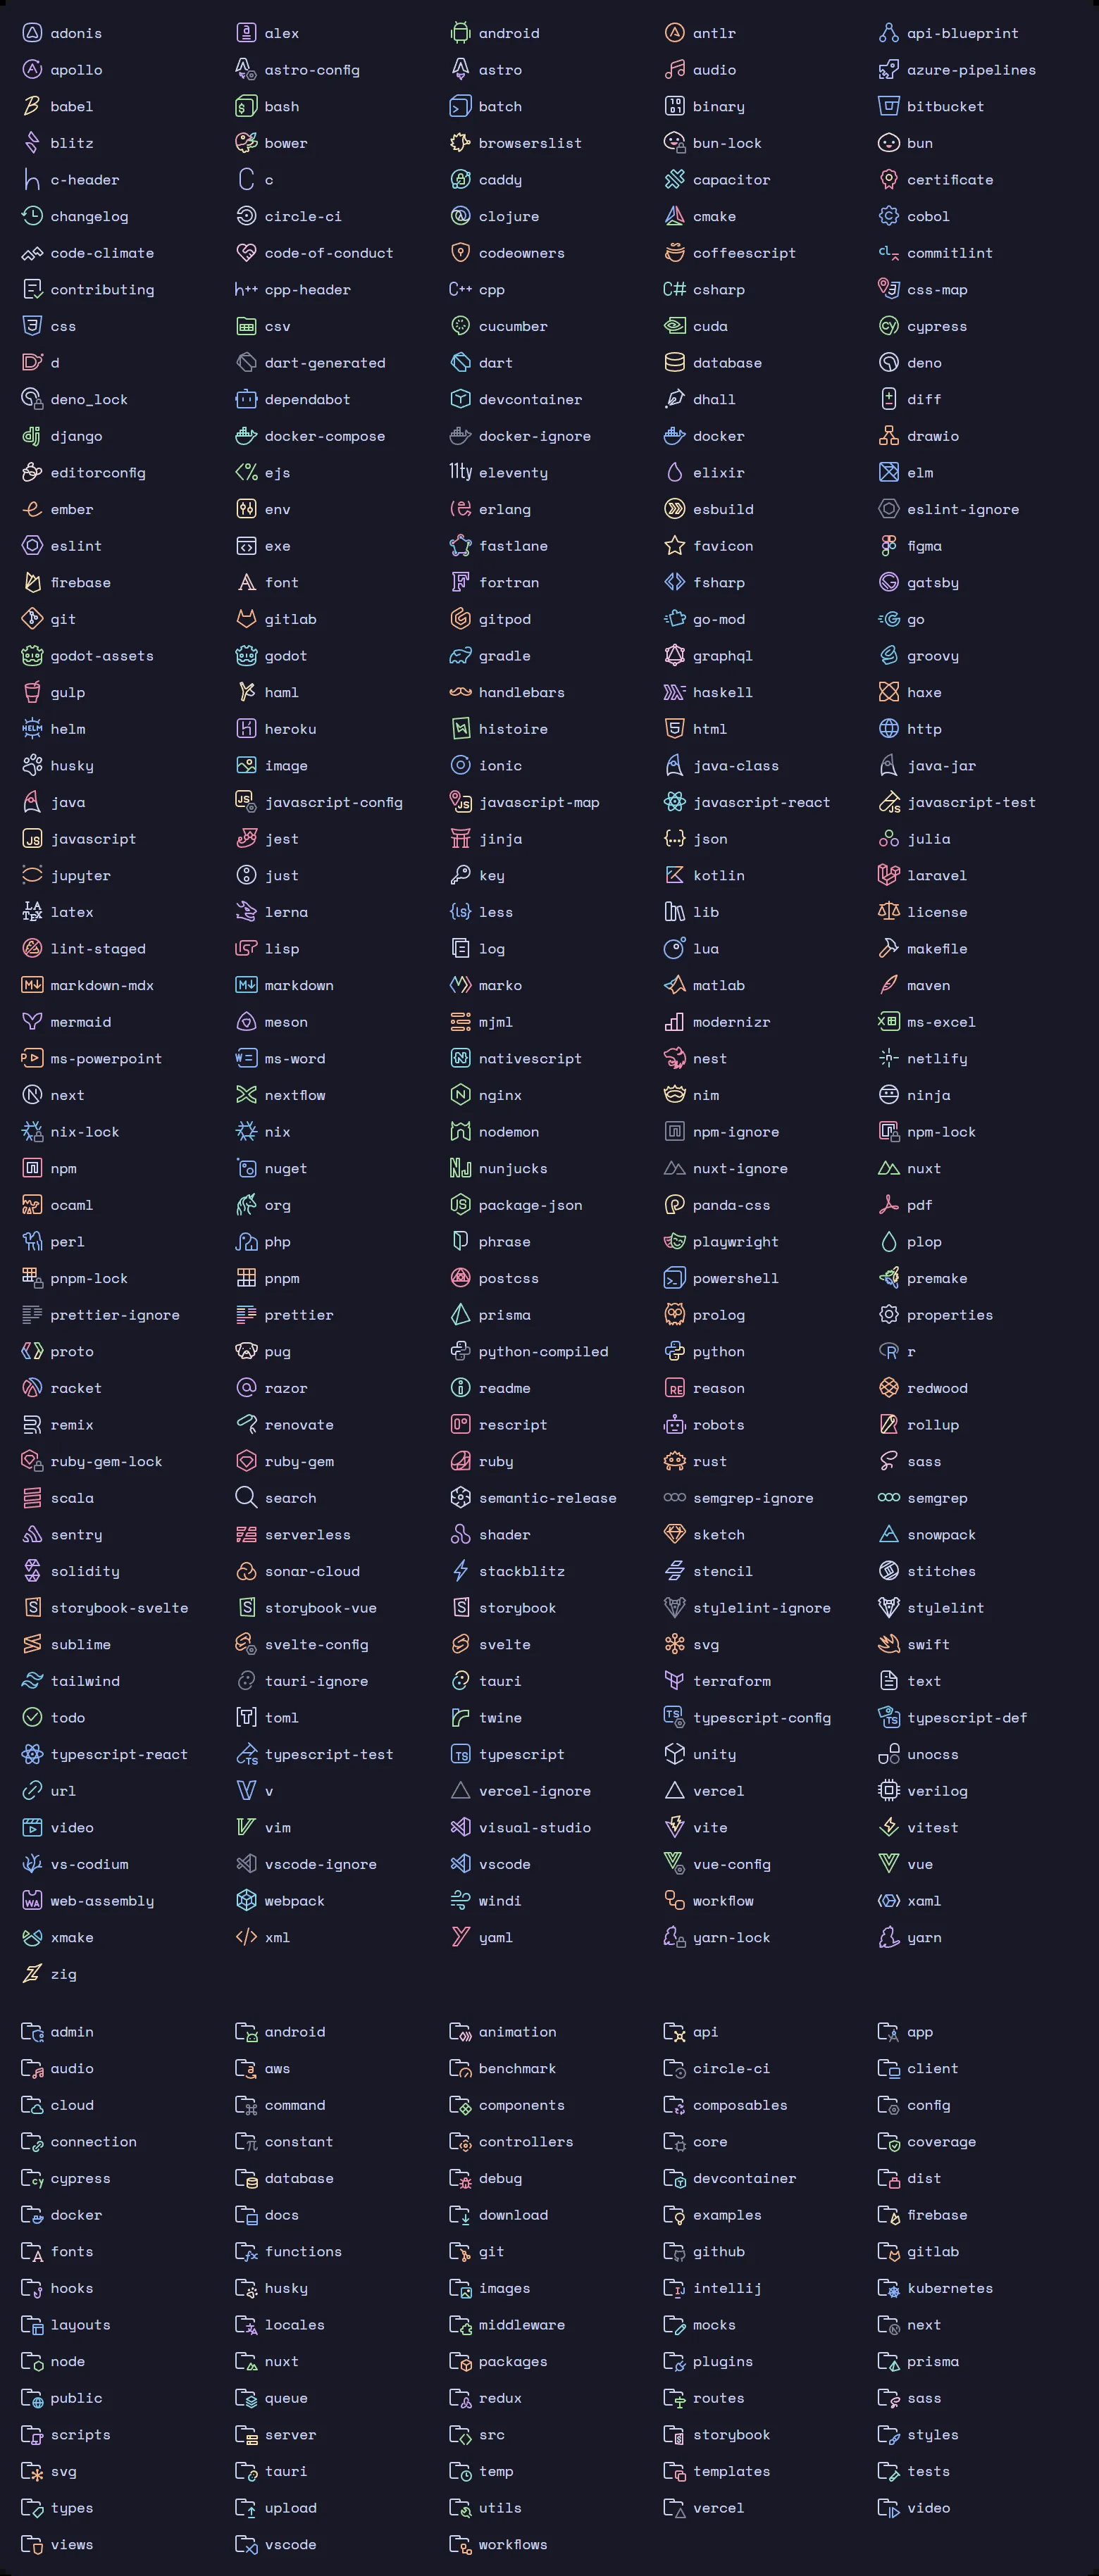 adonis alex android antlr api-blueprint
apollo astro-config astro audio azure-pipelines
babel bash batch binary bitbucket
blitz bower browserslist bun-lock bun
c-header c caddy capacitor certificate
changelog circle-ci clojure cmake cobol
code-climate code-of-conduct codeowners coffeescript commitlint
contributing cpp-header cpp csharp css-map
css csv cucumber cuda cypress
d dart-generated dart database deno
deno_lock dependabot devcontainer dhall diff
django docker-compose docker-ignore docker drawio
editorconfig ejs eleventy elixir elm
ember env erlang esbuild eslint-ignore
eslint exe fastlane favicon figma
firebase font fortran fsharp gatsby
git gitlab gitpod go-mod go
godot-assets godot gradle graphql groovy
gulp haml handlebars haskell haxe
helm heroku histoire html http
husky image ionic java-class java-jar
java javascript-config javascript-map javascript-react javascript-test
javascript jest jinja json julia
jupyter just key kotlin laravel
latex lerna less lib license
lint-staged lisp log lua makefile
markdown-mdx markdown marko matlab maven
mermaid meson mjml modernizr ms-excel
ms-powerpoint ms-word nativescript nest netlify
next nextflow nginx nim ninja
nix-lock nix nodemon npm-ignore npm-lock
npm nuget nunjucks nuxt-ignore nuxt
ocaml org package-json panda-css pdf
perl php phrase playwright plop
pnpm-lock pnpm postcss powershell premake
prettier-ignore prettier prisma prolog properties
proto pug python-compiled python r
racket razor readme reason redwood
remix renovate rescript robots rollup
ruby-gem-lock ruby-gem ruby rust sass
scala search semantic-release semgrep-ignore semgrep
sentry serverless shader sketch snowpack
solidity sonar-cloud stackblitz stencil stitches
storybook-svelte storybook-vue storybook stylelint-ignore stylelint
sublime svelte-config svelte svg swift
tailwind tauri-ignore tauri terraform text
todo toml twine typescript-config typescript-def
typescript-react typescript-test typescript unity unocss
url v vercel-ignore vercel verilog
video vim visual-studio vite vitest
vs-codium vscode-ignore vscode vue-config vue
web-assembly webpack windi workflow xaml
xmake xml yaml yarn-lock yarn
zig
admin android animation api app
audio aws benchmark circle-ci client
cloud command components composables config
connection constant controllers core coverage
cypress database debug devcontainer dist
docker docs download examples firebase
fonts functions git github gitlab
hooks husky images intellij kubernetes
layouts locales middleware mocks next
node nuxt packages plugins prisma
public queue redux routes sass
scripts server src storybook styles
svg tauri temp templates tests
types upload utils vercel video
views vscode workflows